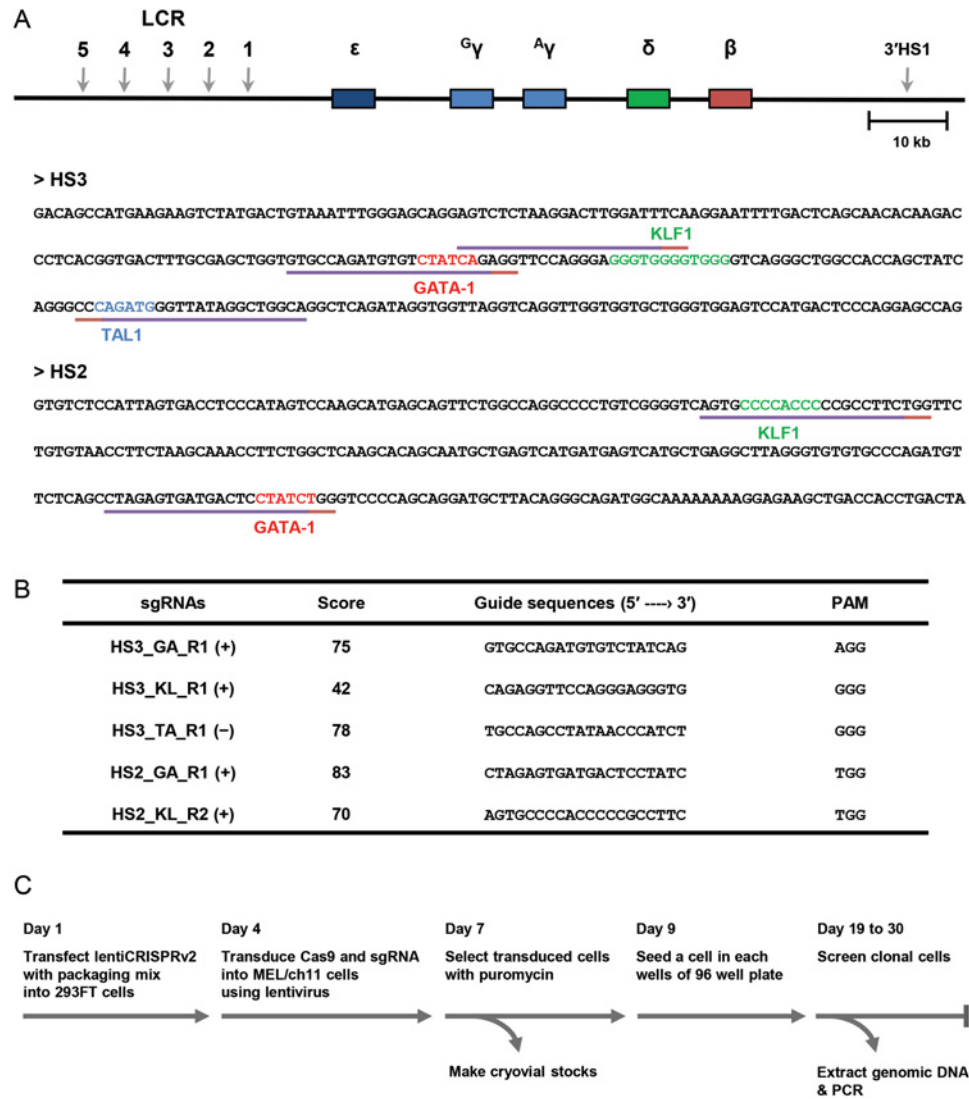 A
LCR
5 4 3 2 1 ε Gγ Aγ δ β 3′HS1
10 kb
> HS3
GACAGCCATGAAGAAGTCTATGACTGTAAATTTGGGAGCAGGAGTCTCTAAGGACTTGGATTTCAAGGAATTTTGACTCAGCAACACAAGAC
KLF1
CCTCACGGTGACTTTGCGAGCTGGTGTGCCAGATGTGTCTATCAGAGGTTCCAGGGAGGGTGGGGTGGGGTCAGGGCTGGCCACCAGCTATC
GATA-1
AGGGCCCAGATGGGTTATAGGCTGGCAGGCTCAGATAGGTGGTTAGGTCAGGTTGGTGGTGCTGGGTGGAGTCCATGACTCCCAGGAGCCAG
TAL1
> HS2
GTGTCTCCATTAGTGACCTCCCATAGTCCAAGCATGAGCAGTTCTGGCCAGGCCCCTGTCGGGGTCAGTGCCCCACCCCCGCCTTCTGGTTC
KLF1
TGTGTAACCTTCTAAGCAAACCTTCTGGCTCAAGCACAGCAATGCTGAGTCATGATGAGTCATGCTGAGGCTTAGGGTGTGTGCCCAGATGT
TCTCAGCCTAGAGTGATGACTCCTATCTGGGTCCCCAGCAGGATGCTTACAGGGCAGATGGCAAAAAAAAGGAGAAGCTGACCACCTGACTA
GATA-1
B
sgRNAs Score Guide sequences (5′ ----› 3′) PAM
HS3_GA_R1 (+) 75 GTGCCAGATGTGTCTATCAG AGG
HS3_KL_R1 (+) 42 CAGAGGTTCCAGGGAGGGTG GGG
HS3_TA_R1 (−) 78 TGCCAGCCTATAACCCATCT GGG
HS2_GA_R1 (+) 83 CTAGAGTGATGACTCCTATC TGG
HS2_KL_R2 (+) 70 AGTGCCCCACCCCCGCCTTC TGG
C
Day 1 Day 4 Day 7 Day 9 Day 19 to 30
Transfect lentiCRISPRv2 Transduce Cas9 and sgRNA Select transduced cells Seed a cell in each Screen clonal cells
with packaging mix into MEL/ch11 cells with puromycin wells of 96 well plate
into 293FT cells using lentivirus
Make cryovial stocks Extract genomic DNA
& PCR